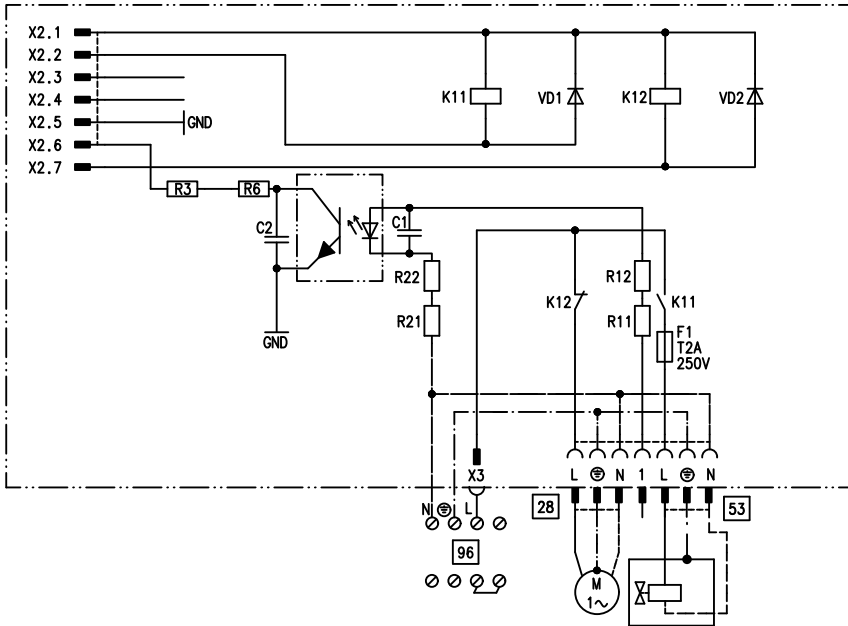 X2.1
X2.2
X2.3
X2.4
X2.5
X2.6
X2.7
GND
K11
VD1
K12
VD2
R3
R6
C2
C1
GND
R22
R21
R12
R11
K12
K11
F1
T2A
250V
X3
L
N
1
L
N
N
L
28
53
96
M
1~